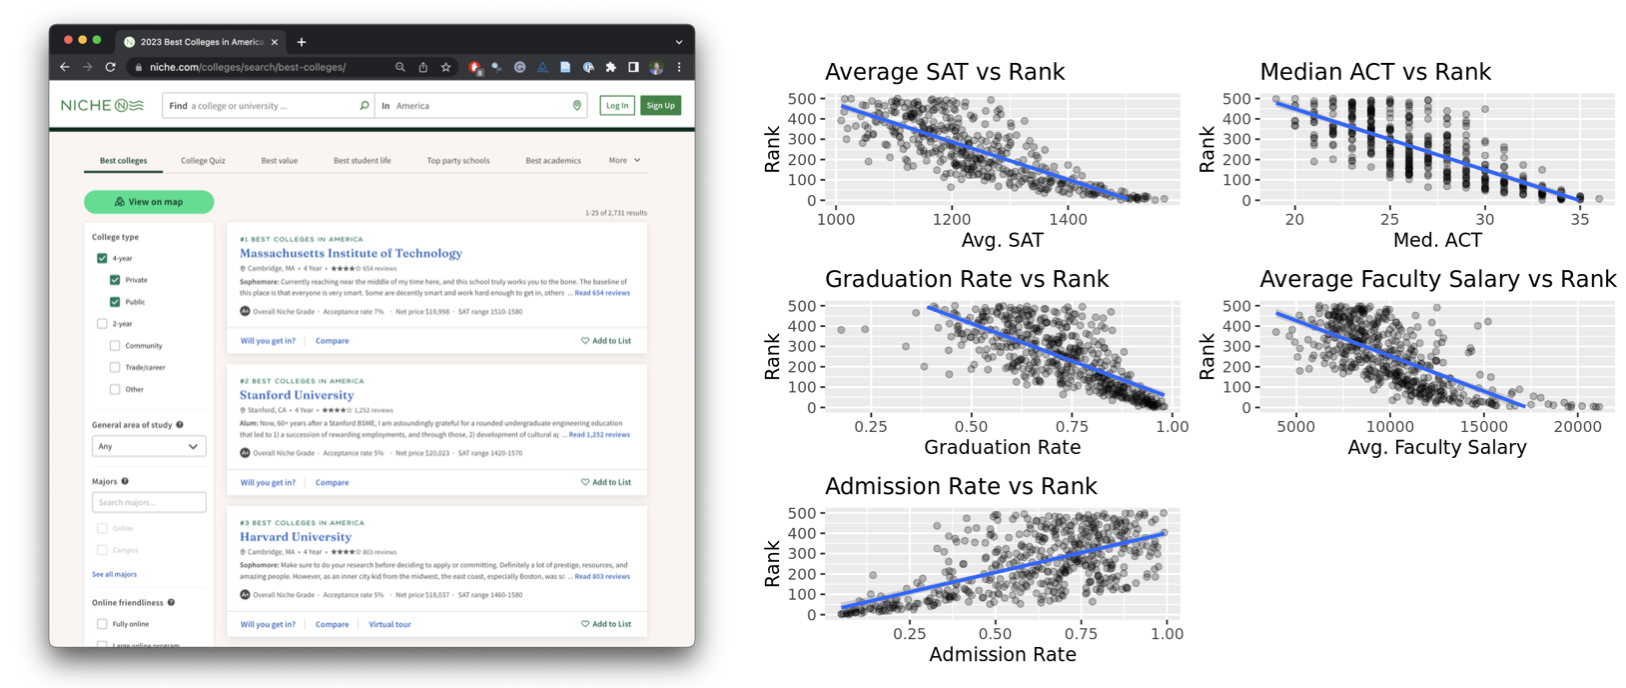 2023 Best Colleges in America
niche.com/colleges/search/best-colleges/
NICHE N
Find a college or university ...
In America
Log In
Sign Up
Best colleges
College Quiz
Best value
Best student life
Top party schools
Best academics
More
View on map
1-25 of 2,731 results
College type
4-year
Private
Public
2-year
Community
Trade/career
Other
General area of study
Any
Majors
Search majors...
Online
Campus
See all majors
Online friendliness
Fully online
Large online program
#1 BEST COLLEGES IN AMERICA
Massachusetts Institute of Technology
Cambridge, MA • 4 Year • ★★★★☆ 654 reviews
Sophomore: Currently reaching near the middle of my time here, and this school truly works you to the bone. The baseline of
this place is that everyone is very smart. Some are decently smart and work hard enough to get in, others ... Read 654 reviews
A+ Overall Niche Grade · Acceptance rate 7% · Net price $19,998 · SAT range 1510-1580
Will you get in?
Compare
Add to List
#2 BEST COLLEGES IN AMERICA
Stanford University
Stanford, CA • 4 Year • ★★★★☆ 1,252 reviews
Alum: Now, 60+ years after a Stanford BSME, I am astoundingly grateful for a rounded undergraduate engineering education
that led to 1) a succession of rewarding employments, and through those, 2) development of cultural ... Read 1,252 reviews
A+ Overall Niche Grade · Acceptance rate 5% · Net price $20,023 · SAT range 1420-1570
Will you get in?
Compare
Add to List
#3 BEST COLLEGES IN AMERICA
Harvard University
Cambridge, MA • 4 Year • ★★★★☆ 803 reviews
Sophomore: Make sure to do your research before deciding to apply or committing. Definitely a lot of prestige, resources, and
amazing people. However, as an inner city kid from the midwest, the east coast, especially Boston, was ... Read 803 reviews
A+ Overall Niche Grade · Acceptance rate 5% · Net price $18,037 · SAT range 1460-1580
Will you get in?
Compare
Virtual tour
Add to List
Average SAT vs Rank
Rank
500
400
300
200
100
0
1000
1200
1400
Avg. SAT
Median ACT vs Rank
Rank
500
400
300
200
100
0
20
25
30
35
Med. ACT
Graduation Rate vs Rank
Rank
500
400
300
200
100
0
0.25
0.50
0.75
1.00
Graduation Rate
Average Faculty Salary vs Rank
Rank
500
400
300
200
100
0
5000
10000
15000
20000
Avg. Faculty Salary
Admission Rate vs Rank
Rank
500
400
300
200
100
0
0.25
0.50
0.75
1.00
Admission Rate